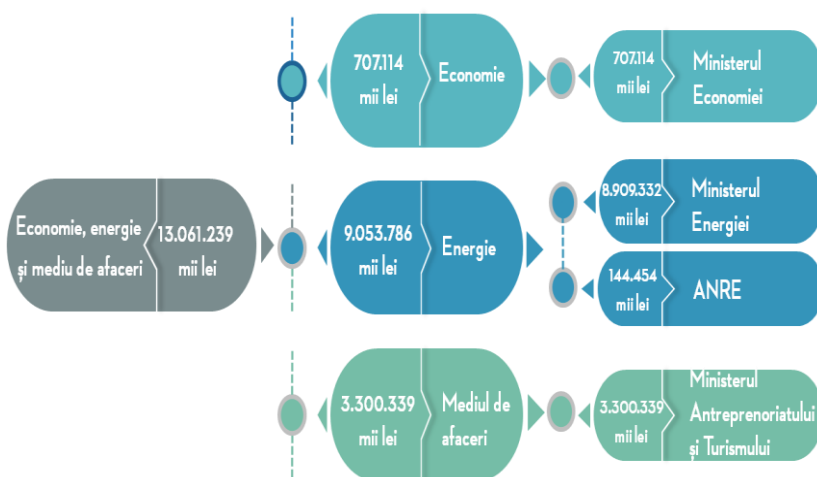 Economie, energie
și mediu de afaceri
13.061.239
mii lei
707.114
mii lei
Economie
707.114
mii lei
Ministerul
Economiei
9.053.786
mii lei
Energie
8.909.332
mii lei
Ministerul
Energiei
144.454
mii lei
ANRE
3.300.339
mii lei
Mediul de
afaceri
3.300.339
mii lei
Ministerul
Antreprenoriatului
și Turismului